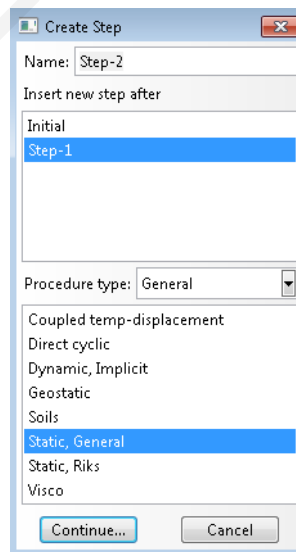 Create Step
Name: Step-2
Insert new step after
Initial
Step-1
Procedure type: General
Coupled temp-displacement
Direct cyclic
Dynamic, Implicit
Geostatic
Soils
Static, General
Static, Riks
Visco
Continue... Cancel